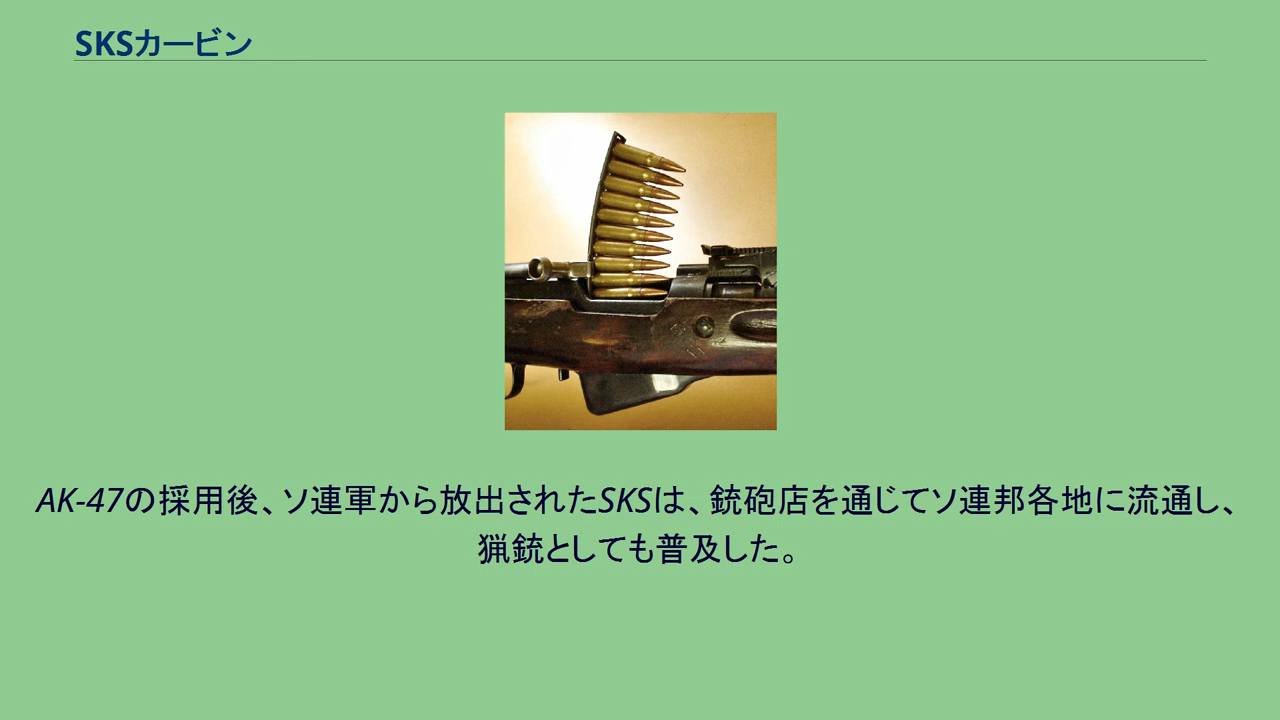 SKSカービン
AK-47の採用後、ソ連軍から放出されたSKSは、銃砲店を通じてソ連邦各地に流通し、
猟銃としても普及した。